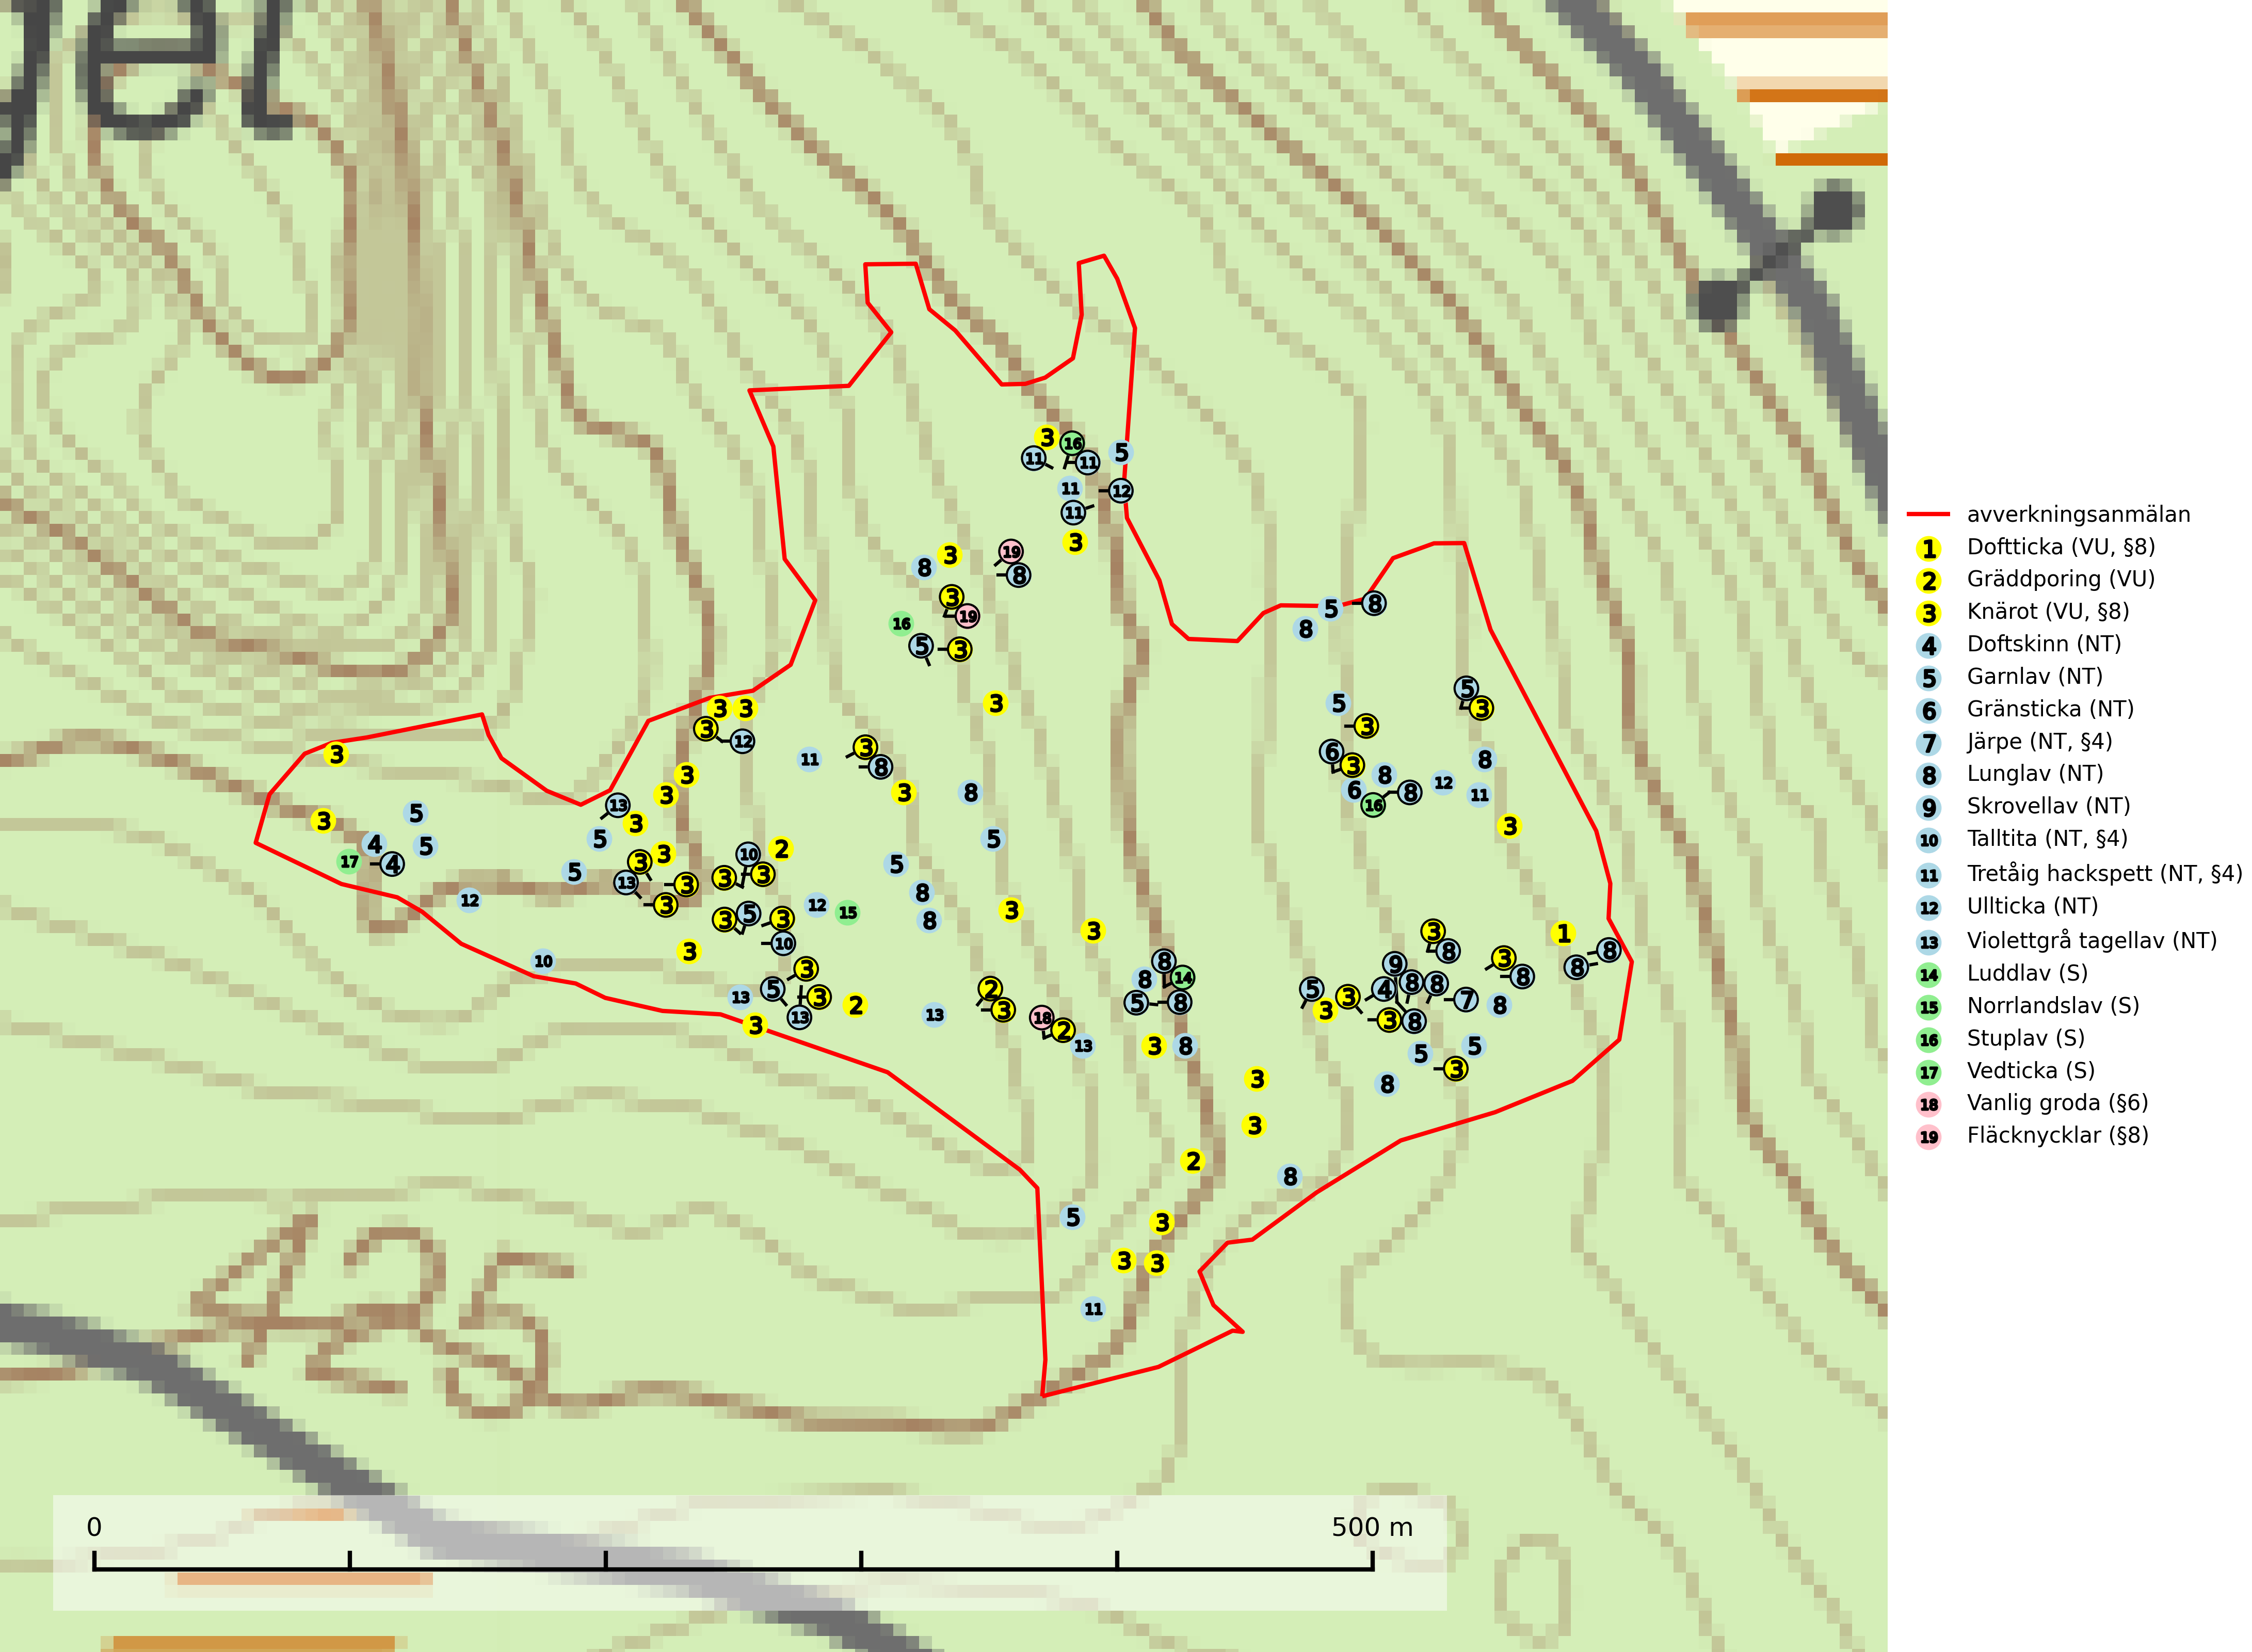 yel
425
0 500 m
avverkningsanmälan
1 Doftticka (VU, §8)
2 Gräddporing (VU)
3 Knärot (VU, §8)
4 Doftskinn (NT)
5 Garnlav (NT)
6 Gränsticka (NT)
7 Järpe (NT, §4)
8 Lunglav (NT)
9 Skrovellav (NT)
10 Talltita (NT, §4)
11 Tretåig hackspett (NT, §4)
12 Ullticka (NT)
13 Violettgrå tagellav (NT)
14 Luddlav (S)
15 Norrlandslav (S)
16 Stuplav (S)
17 Vedticka (S)
18 Vanlig groda (§6)
19 Fläcknycklar (§8)